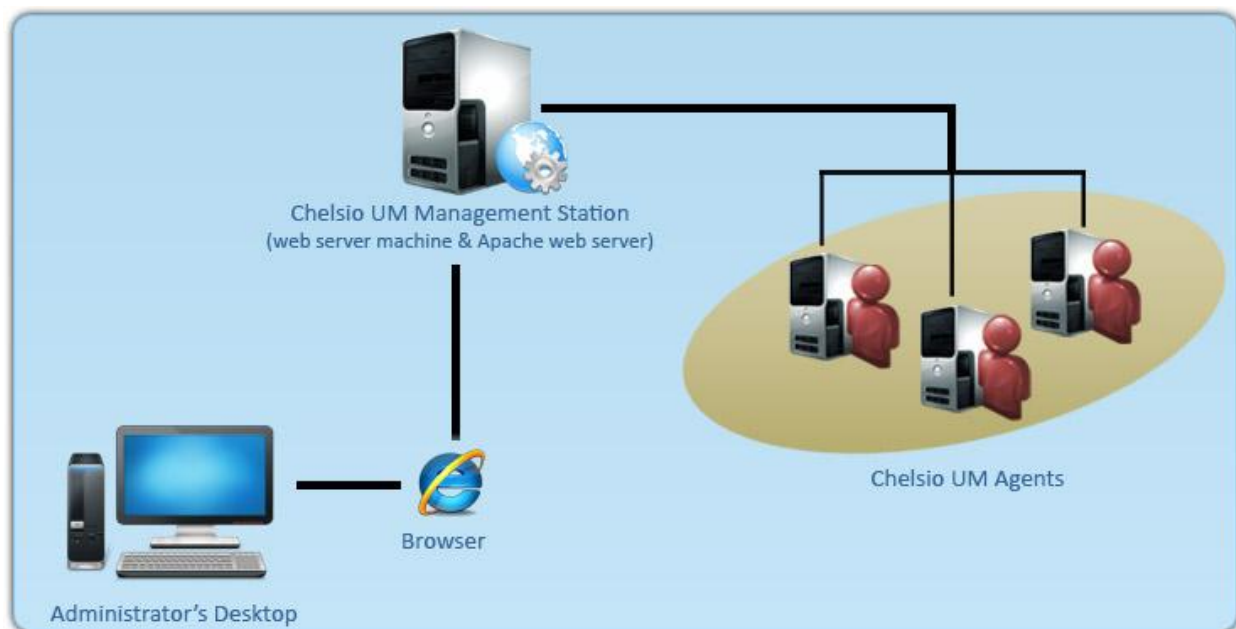 Chelsio UM Management Station
(web server machine & Apache web server)
Chelsio UM Agents
Browser
Administrator's Desktop